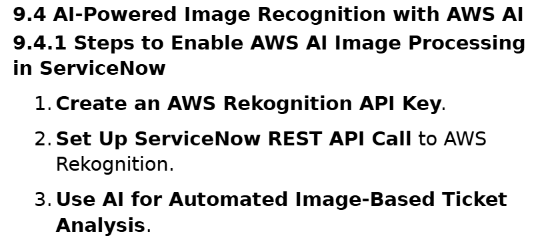 9.4 AI-Powered Image Recognition with AWS AI
9.4.1 Steps to Enable AWS AI Image Processing
in ServiceNow
1. Create an AWS Rekognition API Key.
2. Set Up ServiceNow REST API Call to AWS
Rekognition.
3. Use AI for Automated Image-Based Ticket
Analysis.